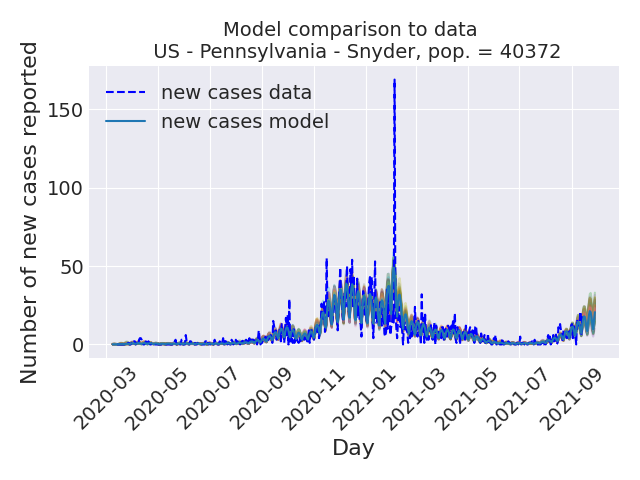 Model comparison to data
US - Pennsylvania - Snyder, pop. = 40372
Number of new cases reported
150
100
50
0
new cases data
new cases model
2020-03
2020-05
2020-07
2020-09
2020-11
2021-01
2021-03
2021-05
2021-07
2021-09
Day